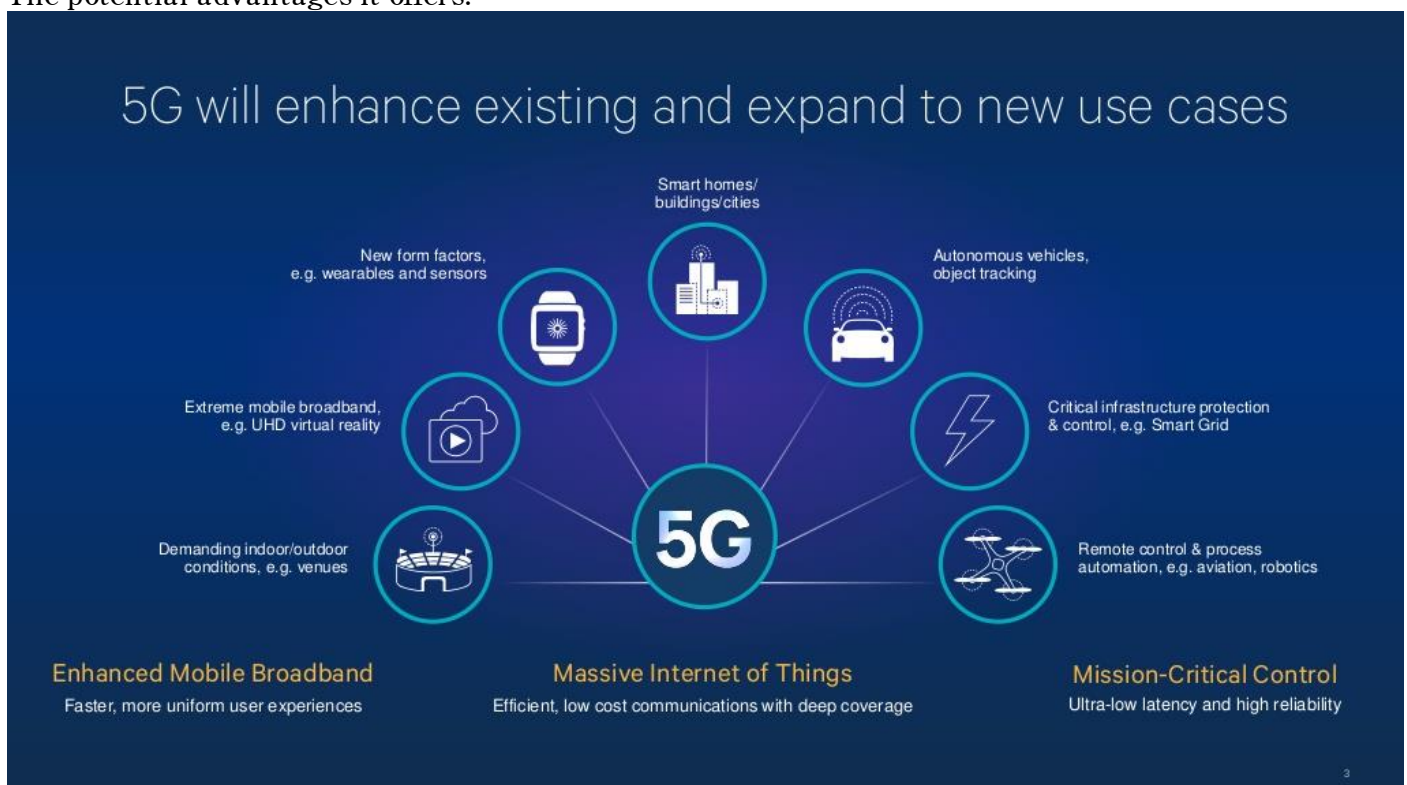 The potential advantages it offers.
5G will enhance existing and expand to new use cases
Smart homes/
buildings/cities
New form factors,
e.g. wearables and sensors
Autonomous vehicles,
object tracking
Extreme mobile broadband,
e.g. UHD virtual reality
Critical infrastructure protection
& control, e.g. Smart Grid
5G
Demanding indoor/outdoor
conditions, e.g. venues
Remote control & process
automation, e.g. aviation, robotics
Enhanced Mobile Broadband
Faster, more uniform user experiences
Massive Internet of Things
Efficient, low cost communications with deep coverage
Mission-Critical Control
Ultra-low latency and high reliability
3